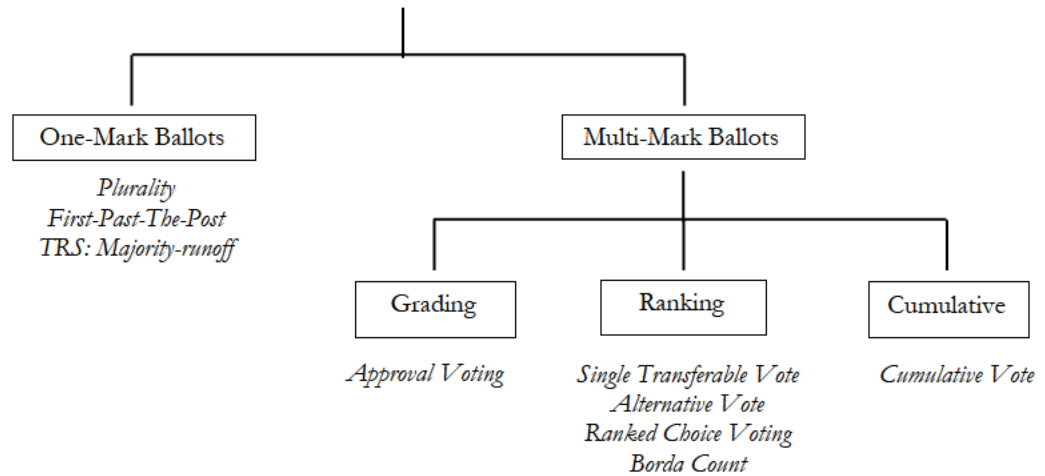 One-Mark Ballots
Multi-Mark Ballots
Plurality
First-Past-The-Post
TRS: Majority-runoff
Grading
Ranking
Cumulative
Approval Voting
Single Transferable Vote
Alternative Vote
Ranked Choice Voting
Borda Count
Cumulative Vote